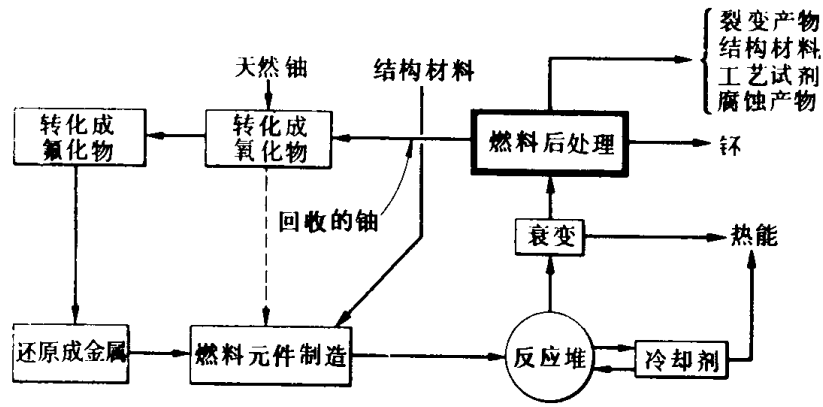 裂变产物
结构材料
工艺试剂
腐蚀产物
天然铀
结构材料
转化成
氟化物
转化成
氧化物
燃料后处理
钚
回收的铀
衰变
热能
还原成金属
燃料元件制造
反应堆
冷却剂